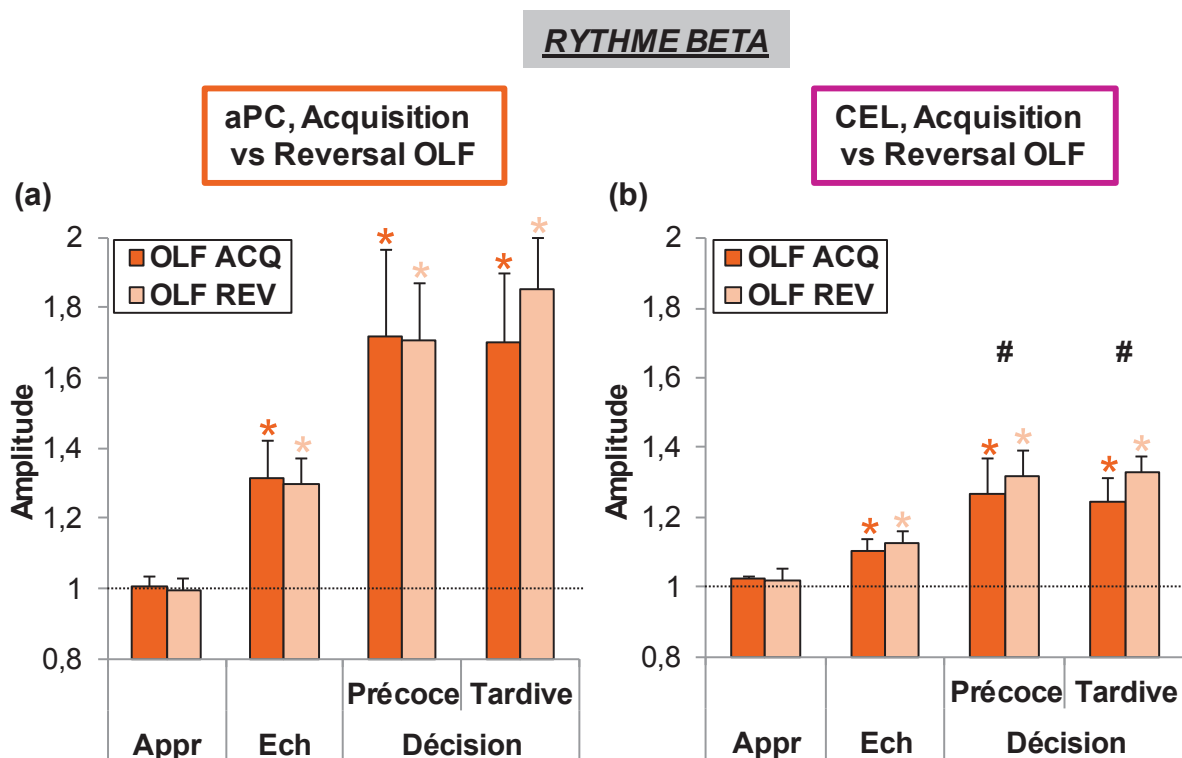 RYTHME BETA
aPC, Acquisition
vs Reversal OLF
CEL, Acquisition
vs Reversal OLF
(a)
OLF ACQ
OLF REV
Amplitude
2
1,8
1,6
1,4
1,2
1
0,8
*
*
*
*
*
*
Précoce
Tardive
Appr
Ech
Décision
(b)
OLF ACQ
OLF REV
Amplitude
2
1,8
1,6
1,4
1,2
1
0,8
#
#
*
*
*
*
*
*
Précoce
Tardive
Appr
Ech
Décision